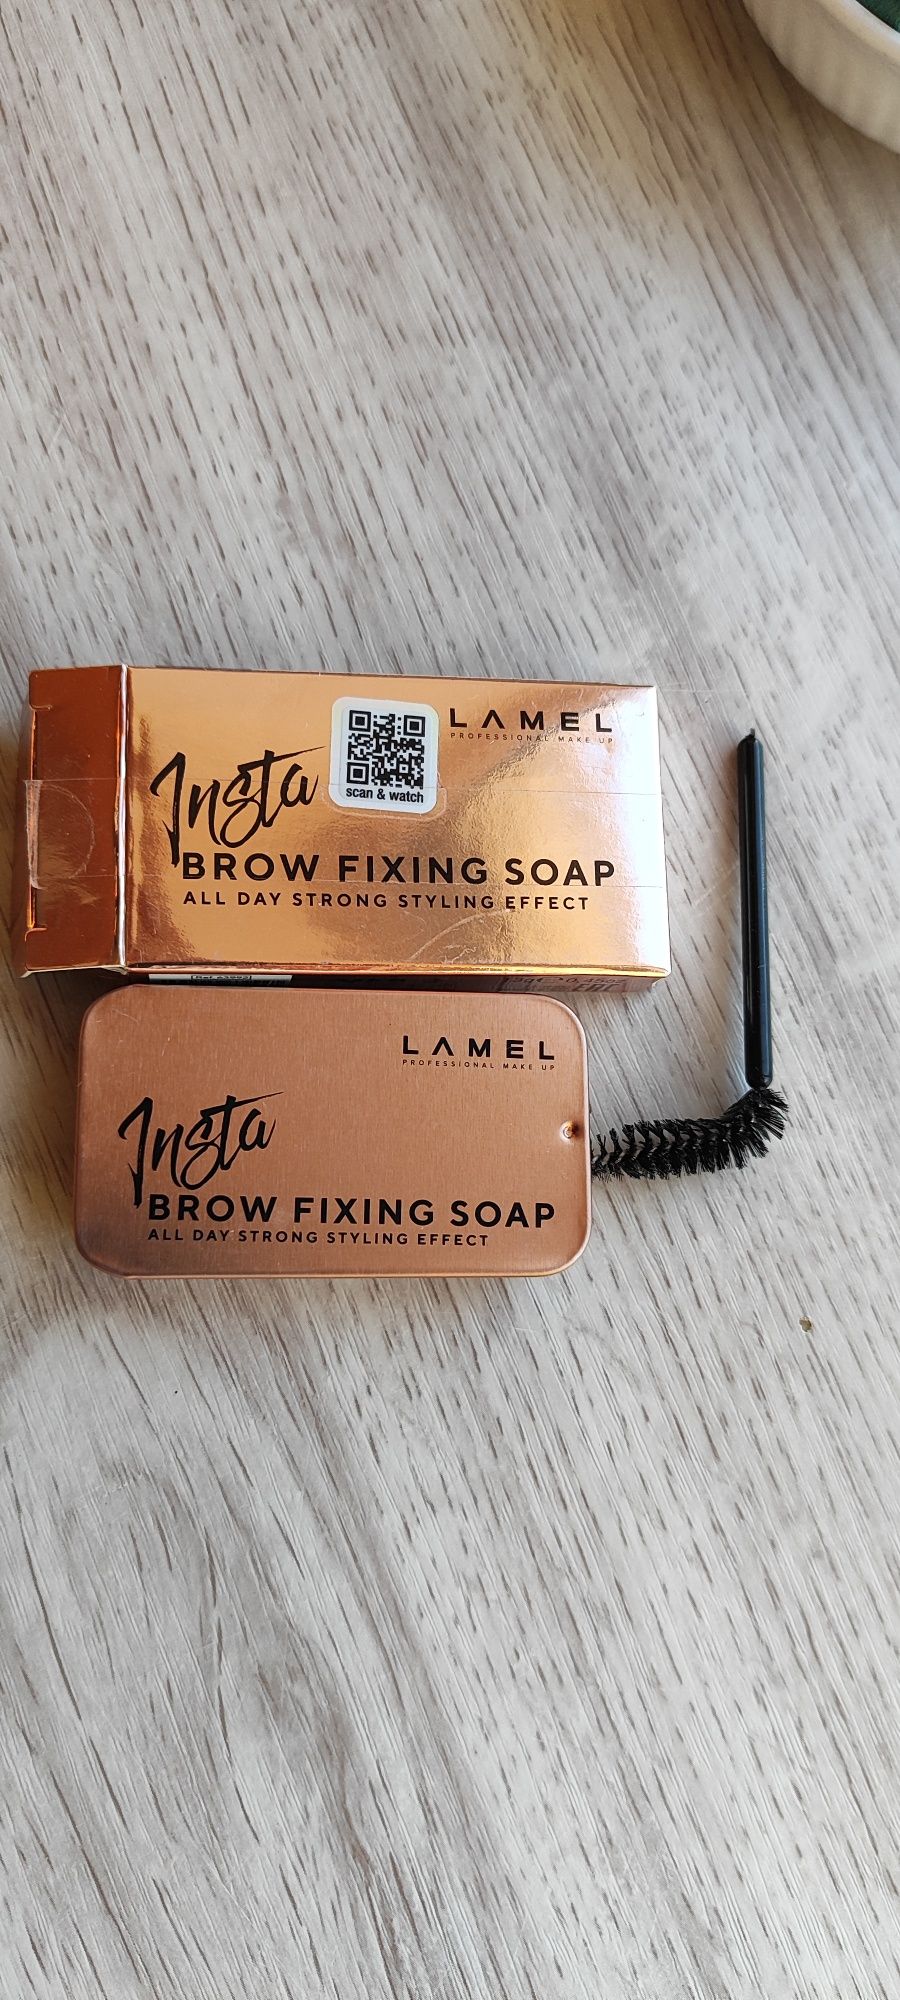 LAMEL
PROFESSIONAL MAKE UP
Insta
scan & watch
BROW FIXING SOAP
ALL DAY STRONG STYLING EFFECT
LAMEL
PROFESSIONAL MAKE UP
Insta
BROW FIXING SOAP
ALL DAY STRONG STYLING EFFECT